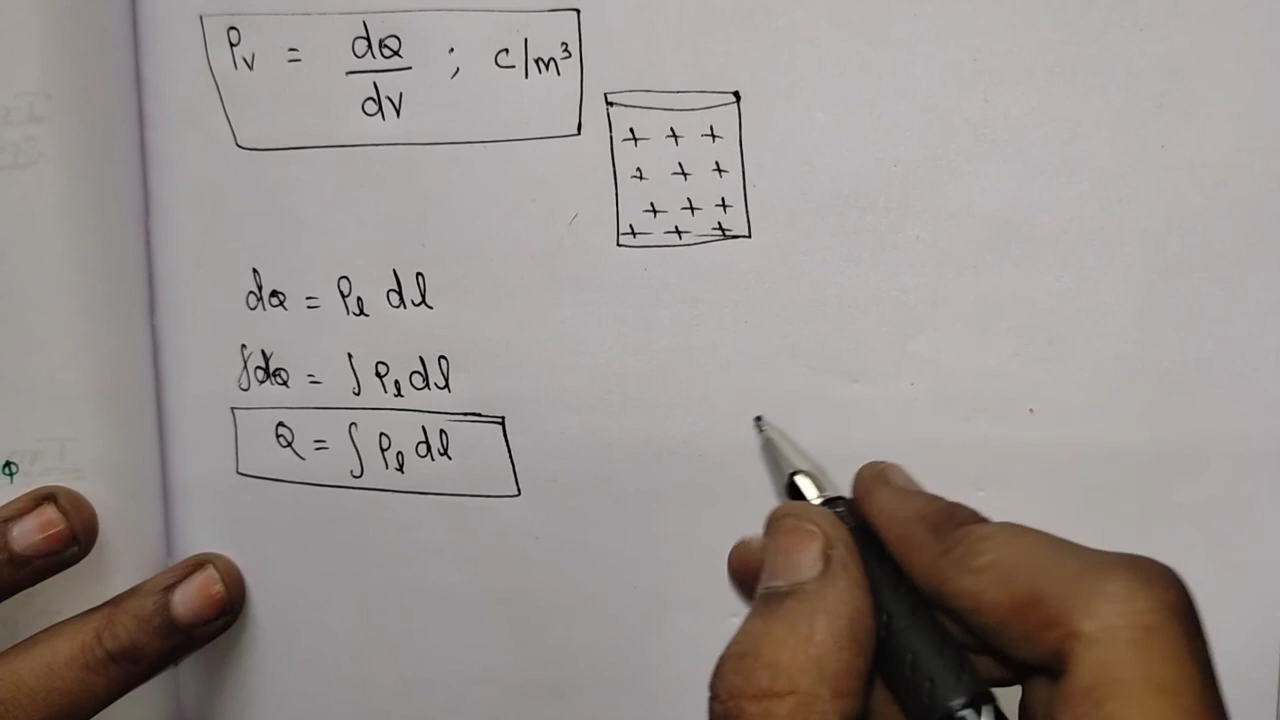 ρv = dQ/dv ; c/m³
+ + +
+ + +
+ + +
+ + +
dQ = ρl dl
∫dQ = ∫ ρl dl
Q = ∫ ρl dl
φ